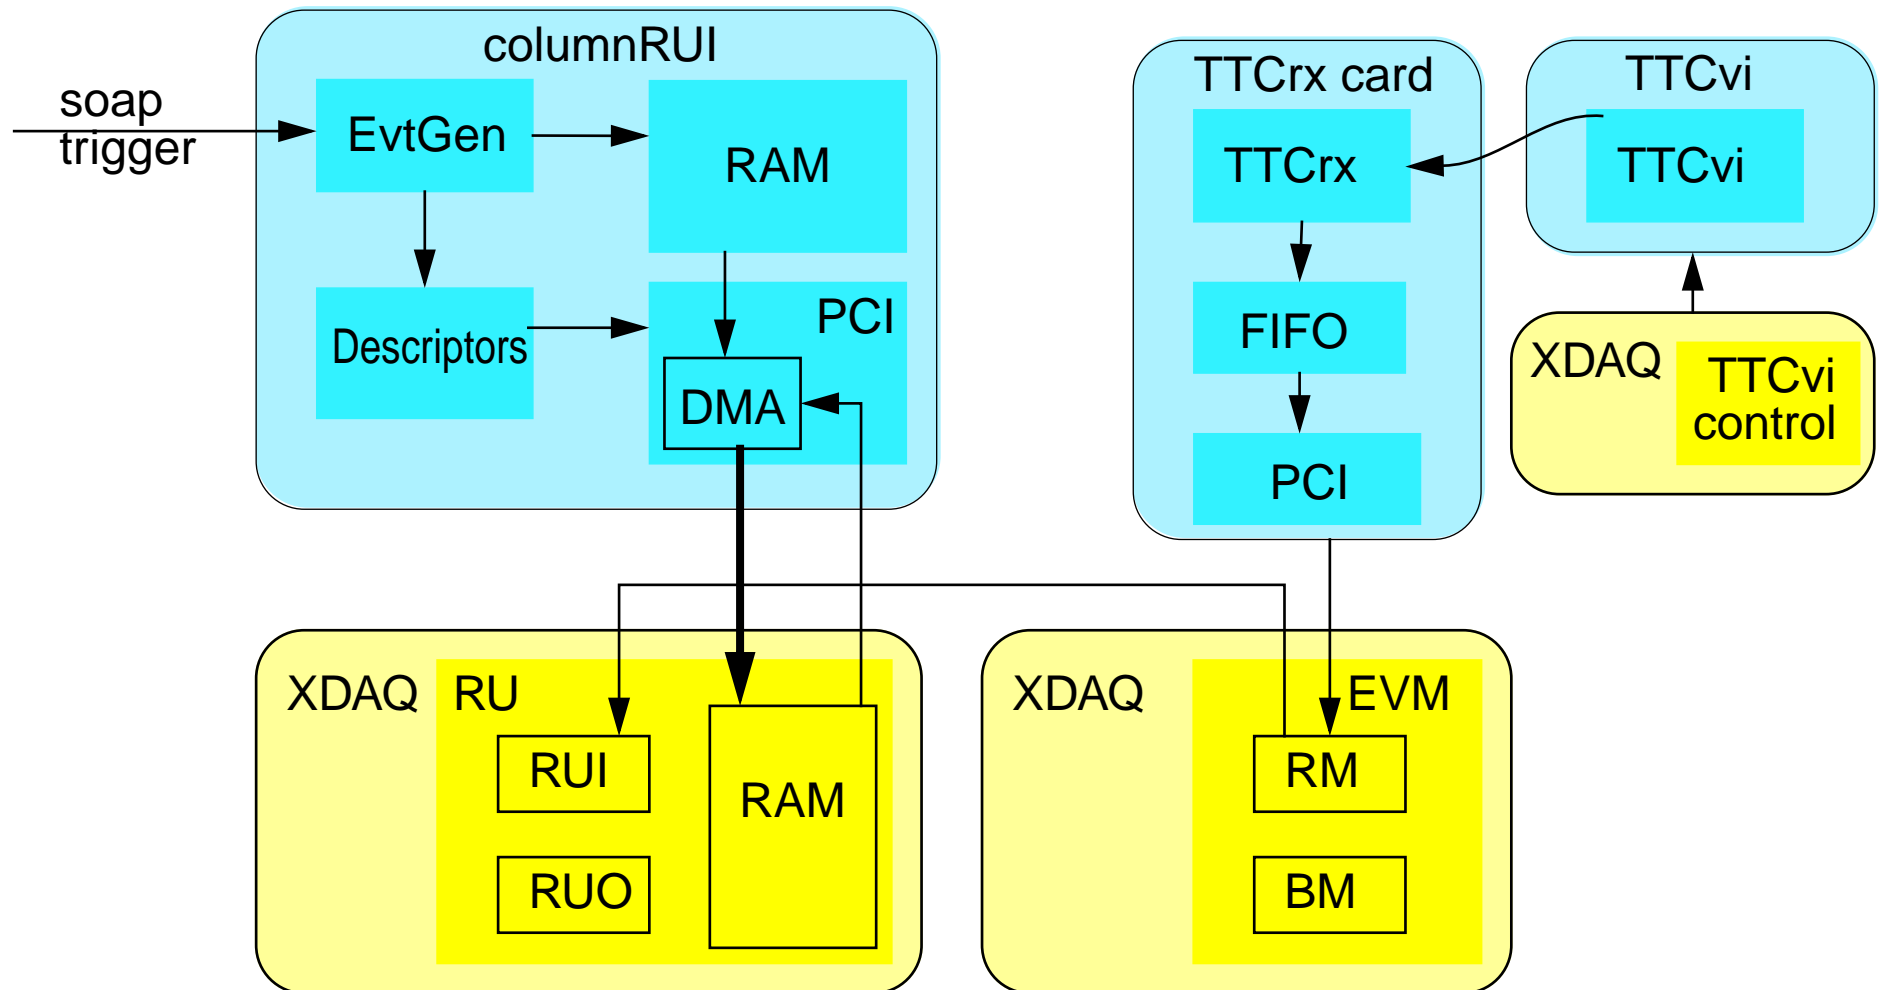 columnRUI
soap
trigger
EvtGen
RAM
Descriptors
PCI
DMA
TTCrx card
TTCrx
FIFO
PCI
TTCvi
TTCvi
XDAQ
TTCvi
control
XDAQ
RU
RUI
RUO
RAM
XDAQ
EVM
RM
BM